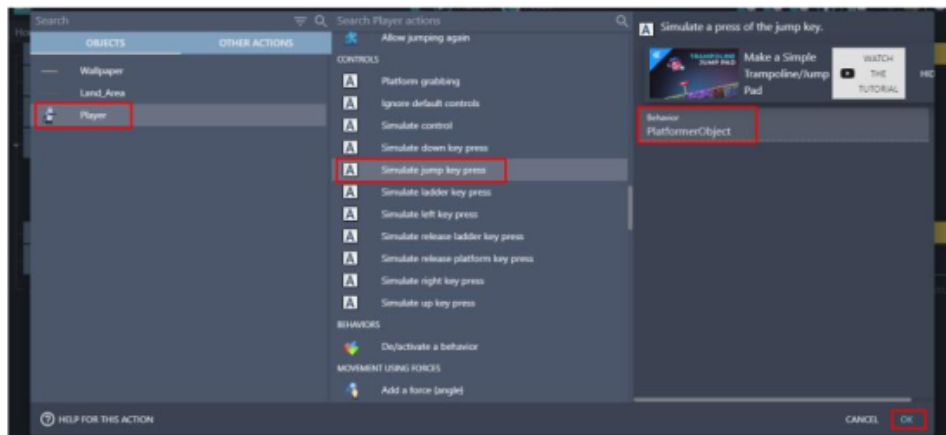 Search
OBJECTS
OTHER ACTIONS
Wallpaper
Land_Area
Player
Search Player actions
Allow jumping again
CONTROLS
Platform grabbing
Ignore default controls
Simulate control
Simulate down key press
Simulate jump key press
Simulate ladder key press
Simulate left key press
Simulate release ladder key press
Simulate release platform key press
Simulate right key press
Simulate up key press
BEHAVIORS
De/activate a behavior
MOVEMENT USING FORCES
Add a force (angle)
Simulate a press of the jump key.
TRAMPOLINE
JUMP PAD
Make a Simple
Trampoline/Jump
Pad
WATCH
THE
TUTORIAL
HID
Behavior
PlatformerObject
HELP FOR THIS ACTION
CANCEL
OK